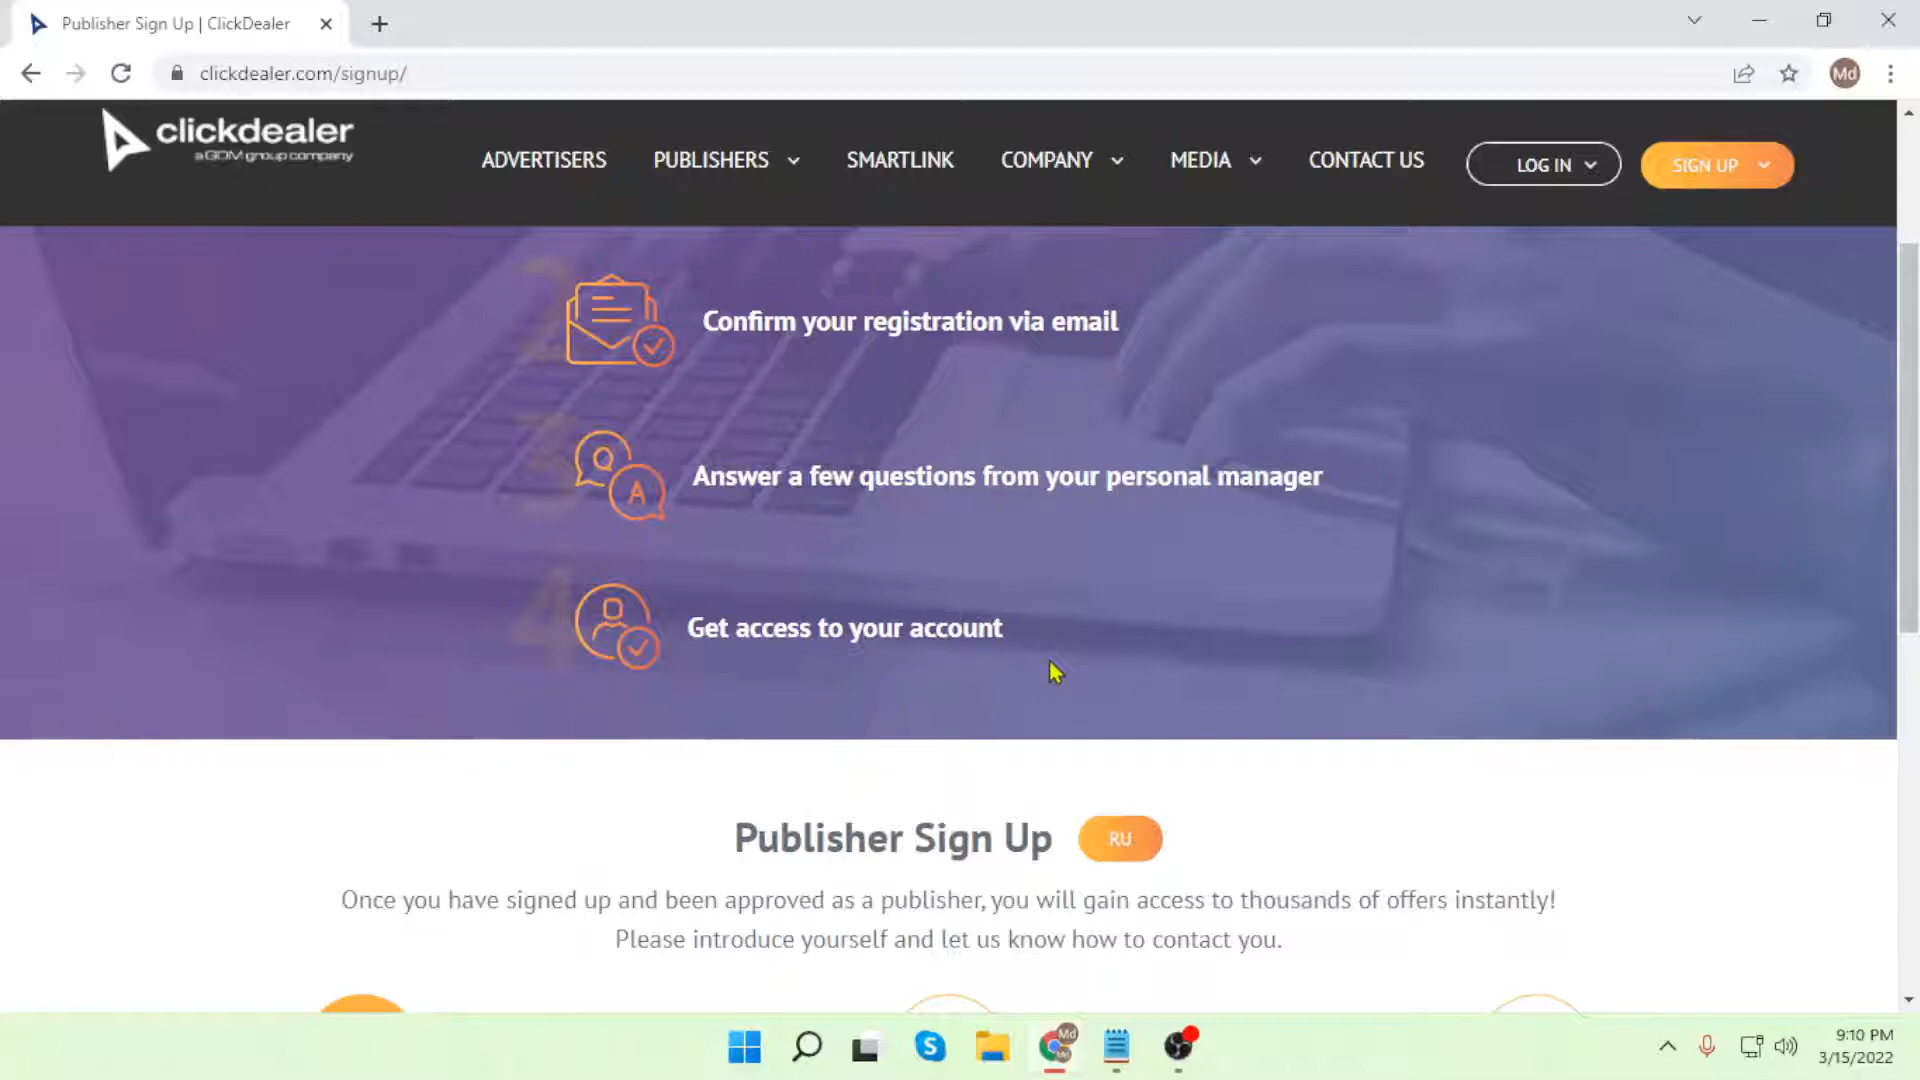 Publisher Sign Up | ClickDealer
clickdealer.com/signup/
Md
clickdealer
a GDM group company
ADVERTISERS PUBLISHERS SMARTLINK COMPANY MEDIA CONTACT US LOG IN SIGN UP
2
Confirm your registration via email
3
Q
A
Answer a few questions from your personal manager
4
Get access to your account
Publisher Sign Up RU
Once you have signed up and been approved as a publisher, you will gain access to thousands of offers instantly!
Please introduce yourself and let us know how to contact you.
S
Md
9:10 PM
3/15/2022